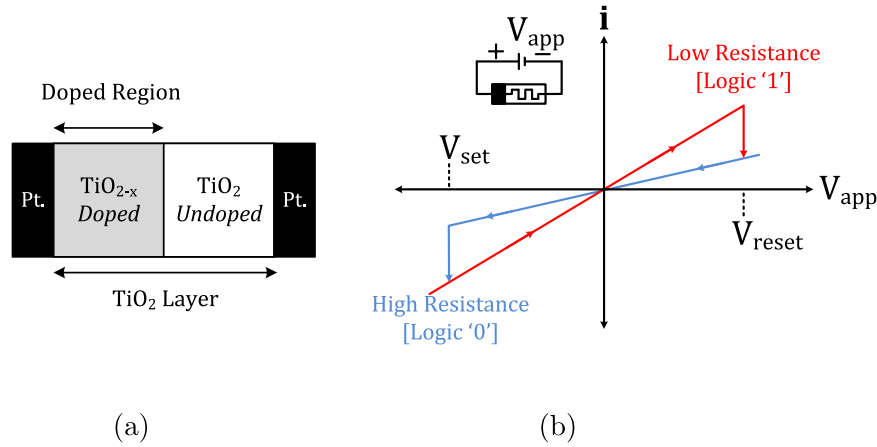 Doped Region
Pt.
TiO2-x
Doped
TiO2
Undoped
Pt.
TiO2 Layer
(a)
i
Vapp
+
−
Low Resistance
[Logic ‘1’]
Vset
Vapp
Vreset
High Resistance
[Logic ‘0’]
(b)